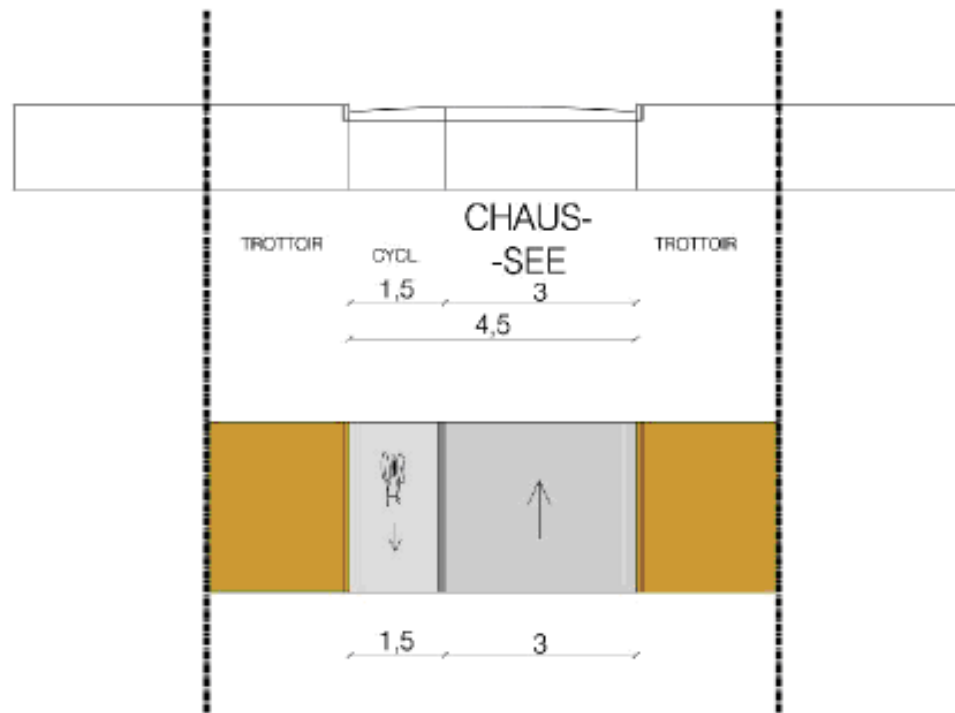 CHAUS-
-SEE
TROTTOIR
CYCL
TROTTOIR
1,5
3
4,5
1,5
3